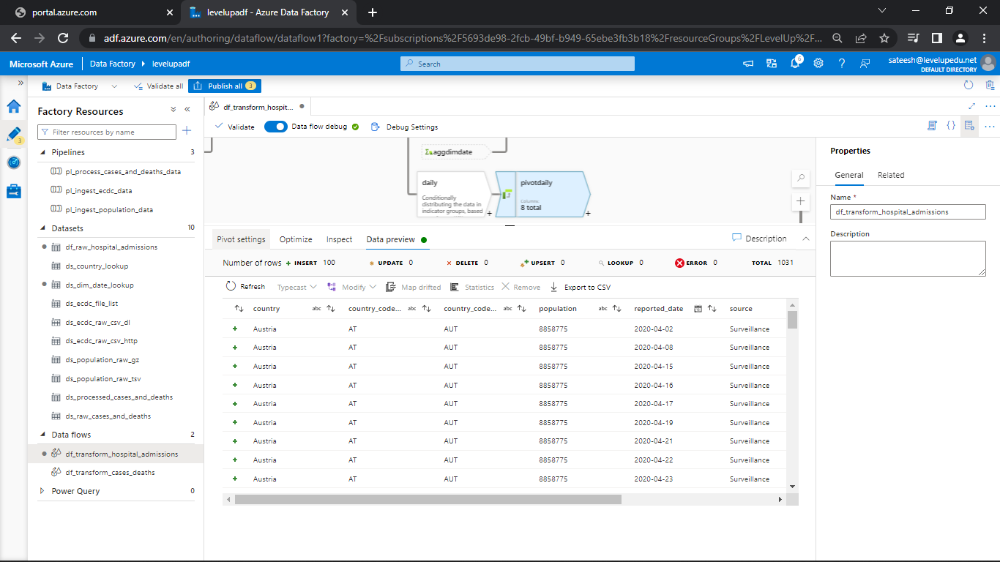 portal.azure.com
levelupadf - Azure Data Factory
adf.azure.com/en/authoring/dataflow/dataflow1?factory=%2Fsubscriptions%2F5693de98-2fcb-49bf-b949-65ebe3fb3b18%2FresourceGroups%2FLevelUp%2F...
Microsoft Azure
Data Factory
levelupadf
Search
6
sateesh@levelupedu.net
DEFAULT DIRECTORY
Data Factory
Validate all
Publish all 3
3
Factory Resources
Filter resources by name
Pipelines 3
pl_process_cases_and_deaths_data
pl_ingest_ecdc_data
pl_ingest_population_data
Datasets 10
df_raw_hospital_admissions
ds_country_lookup
ds_dim_date_lookup
ds_ecdc_file_list
ds_ecdc_raw_csv_dl
ds_ecdc_raw_csv_http
ds_population_raw_gz
ds_population_raw_tsv
ds_processed_cases_and_deaths
ds_raw_cases_and_deaths
Data flows 2
df_transform_hospital_admissions
df_transform_cases_deaths
Power Query 0
df_transform_hospit...
Validate
Data flow debug
Debug Settings
aggdimdate
daily
Conditionally
distributing the data in
indicator groups, based
pivotdaily
Columns:
8 total
Pivot settings Optimize Inspect Data preview Description
Number of rows + INSERT 100 UPDATE 0 DELETE 0 UPSERT 0 LOOKUP 0 ERROR 0 TOTAL 1031
Refresh Typecast Modify Map drifted Statistics Remove Export to CSV
country abc country_code... abc country_code... abc population abc reported_date source
+ Austria AT AUT 8858775 2020-04-02 Surveillance
+ Austria AT AUT 8858775 2020-04-08 Surveillance
+ Austria AT AUT 8858775 2020-04-15 Surveillance
+ Austria AT AUT 8858775 2020-04-16 Surveillance
+ Austria AT AUT 8858775 2020-04-17 Surveillance
+ Austria AT AUT 8858775 2020-04-19 Surveillance
+ Austria AT AUT 8858775 2020-04-21 Surveillance
+ Austria AT AUT 8858775 2020-04-22 Surveillance
+ Austria AT AUT 8858775 2020-04-23 Surveillance
Properties
General Related
Name *
df_transform_hospital_admissions
Description